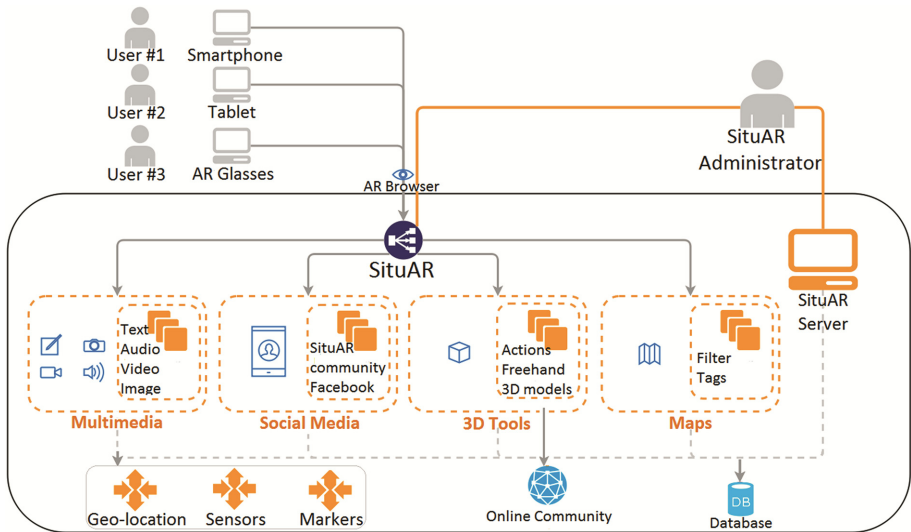 User #1
Smartphone
User #2
Tablet
User #3
AR Glasses
AR Browser
SituAR
Administrator
SituAR
SituAR
Server
Text
Audio
Video
Image
Multimedia
SituAR
community
Facebook
Social Media
Actions
Freehand
3D models
3D Tools
Filter
Tags
Maps
Geo-location
Sensors
Markers
Online Community
DB
Database